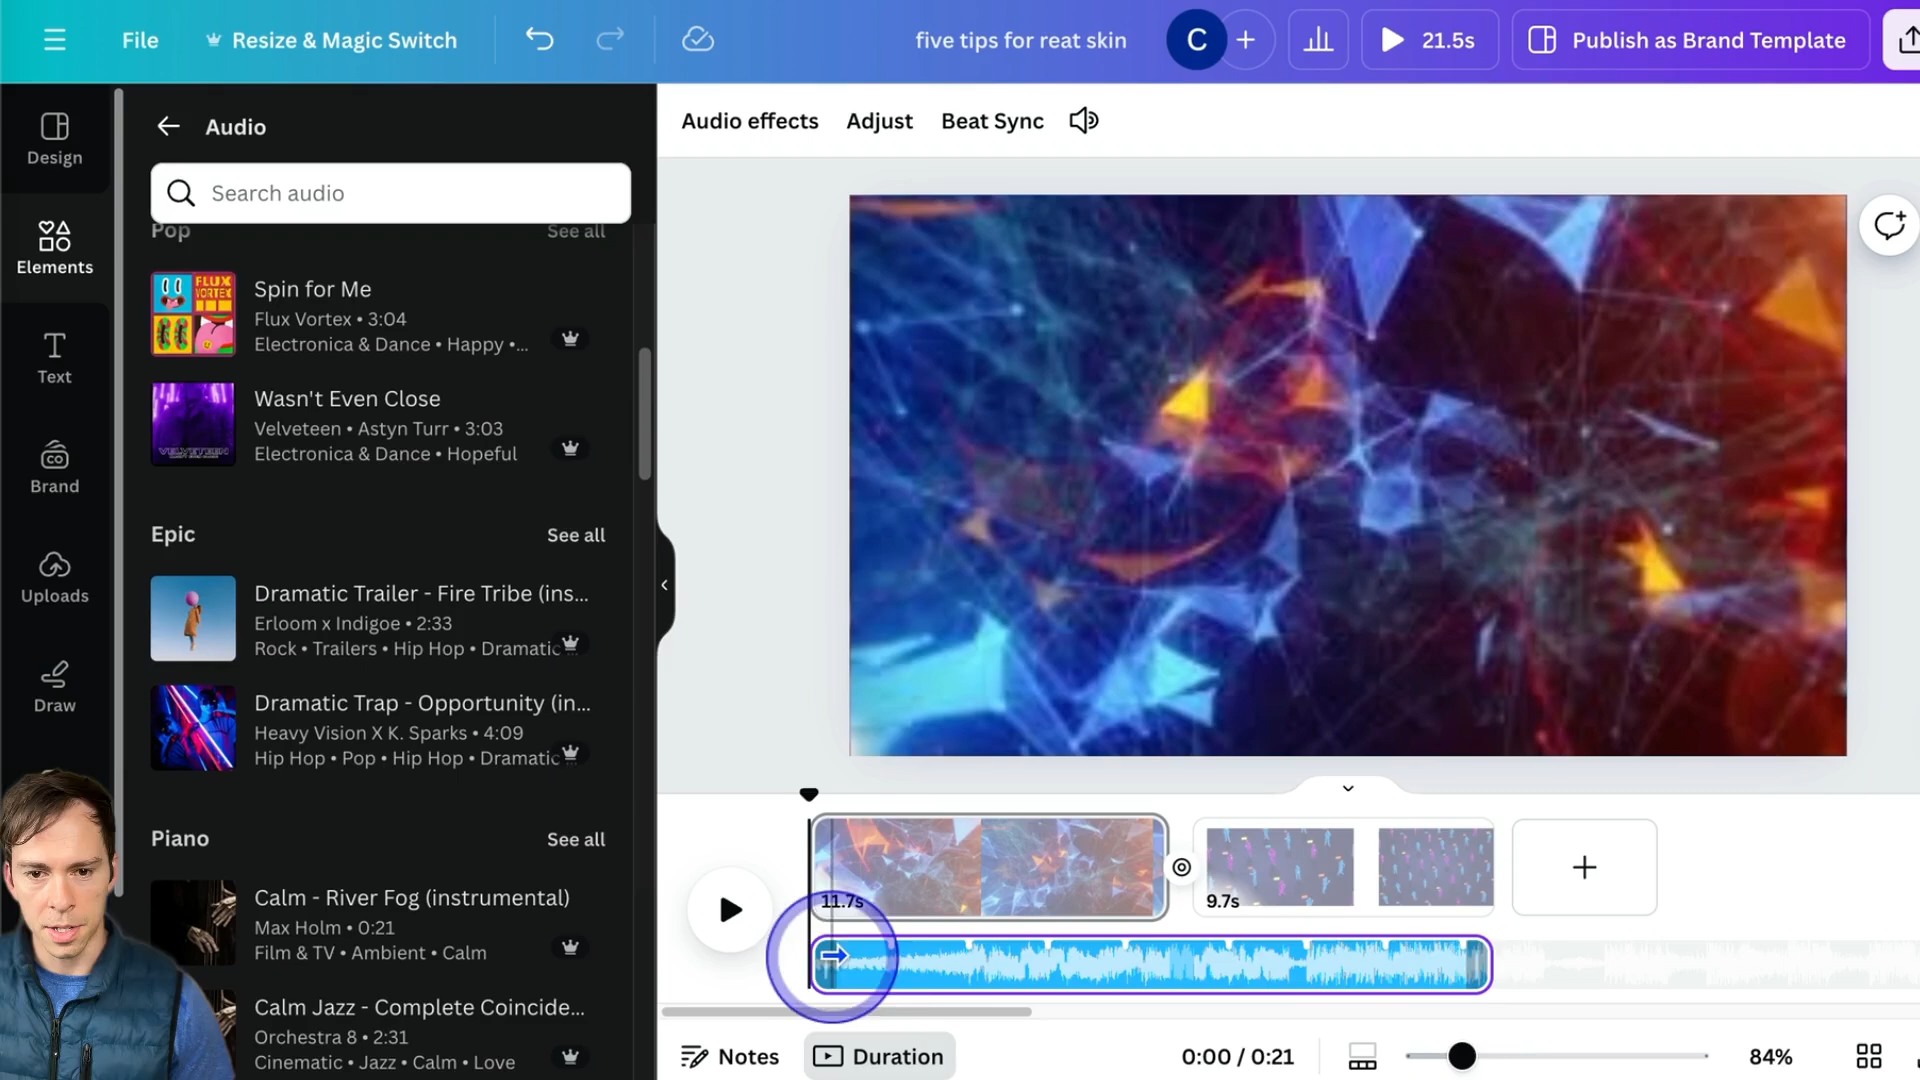 File
Resize & Magic Switch
five tips for reat skin
C
21.5s
Publish as Brand Template
Design
Elements
Text
Brand
Uploads
Draw
Audio
Search audio
Pop
See all
FLUX
VORTEX
Spin for Me
Flux Vortex • 3:04
Electronica & Dance • Happy •...
VELVETEEN
Wasn't Even Close
Velveteen • Astyn Turr • 3:03
Electronica & Dance • Hopeful
Epic
See all
Dramatic Trailer - Fire Tribe (ins...
Erloom x Indigoe • 2:33
Rock • Trailers • Hip Hop • Dramatic ...
Dramatic Trap - Opportunity (in...
Heavy Vision X K. Sparks • 4:09
Hip Hop • Pop • Hip Hop • Dramatic ...
Piano
See all
Calm - River Fog (instrumental)
Max Holm • 0:21
Film & TV • Ambient • Calm
Calm Jazz - Complete Coincide...
Orchestra 8 • 2:31
Cinematic • Jazz • Calm • Love
Audio effects
Adjust
Beat Sync
11.7s
9.7s
Notes
Duration
0:00 / 0:21
84%